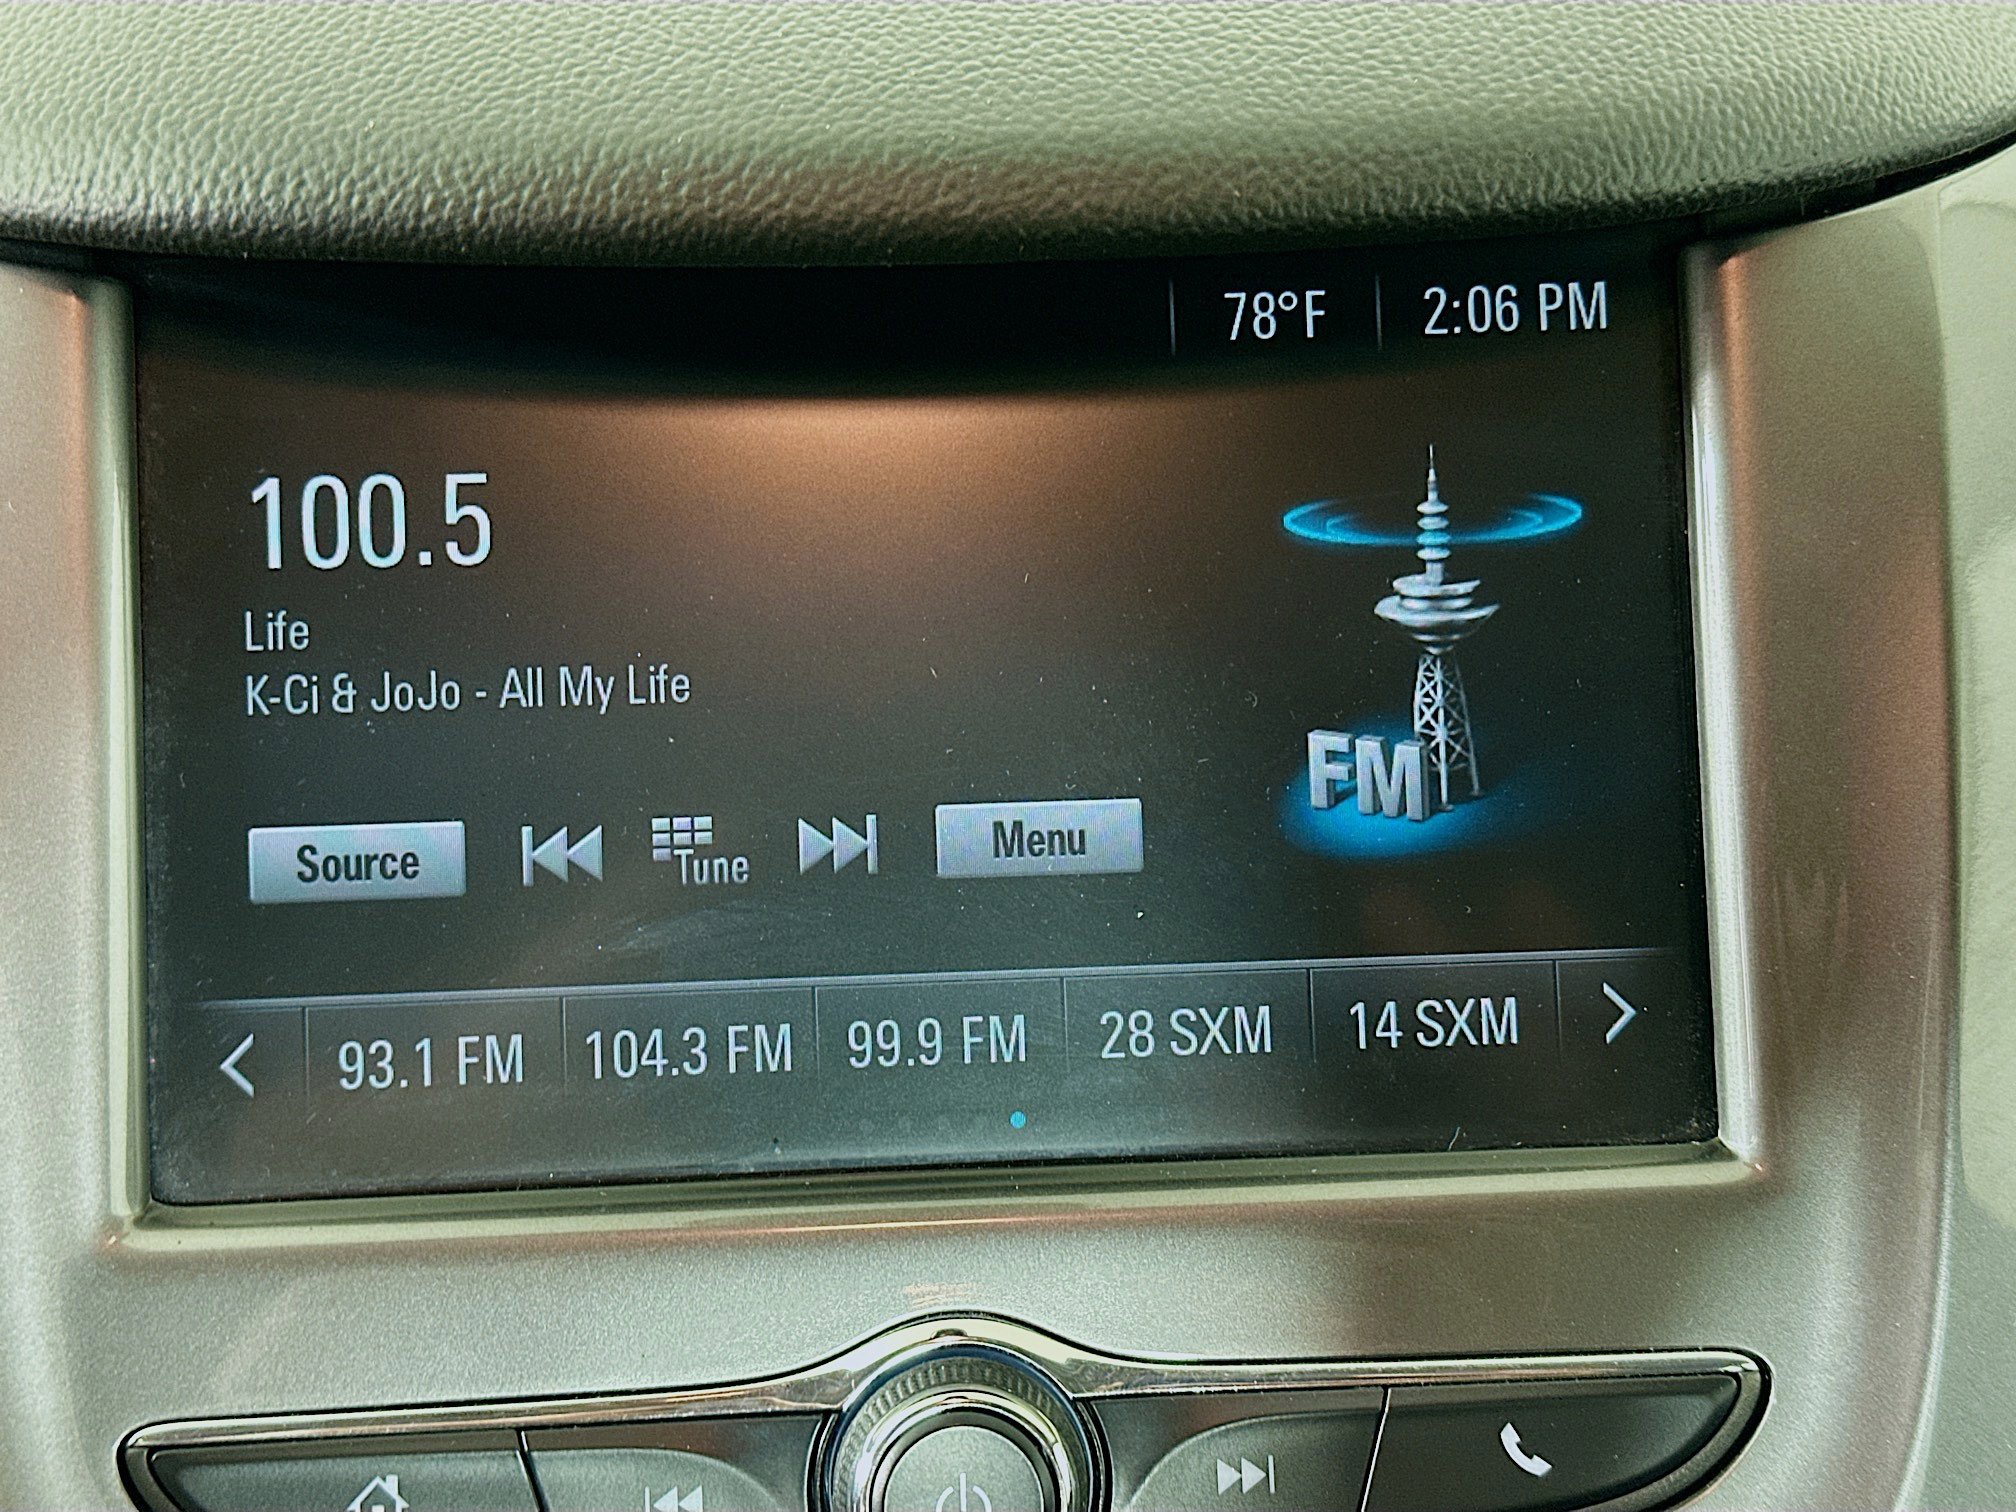 78°F 2:06 PM
100.5
Life
K-Ci & JoJo - All My Life
FM
Source Tune Menu
93.1 FM 104.3 FM 99.9 FM 28 SXM 14 SXM